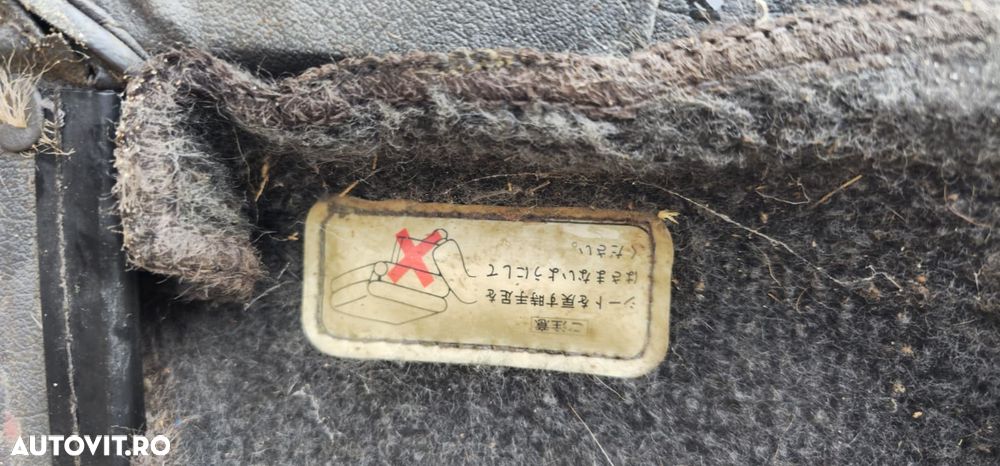 ご注意
シートを戻す時手足を
はさまないようにして
ください。
AUTOVIT.RO